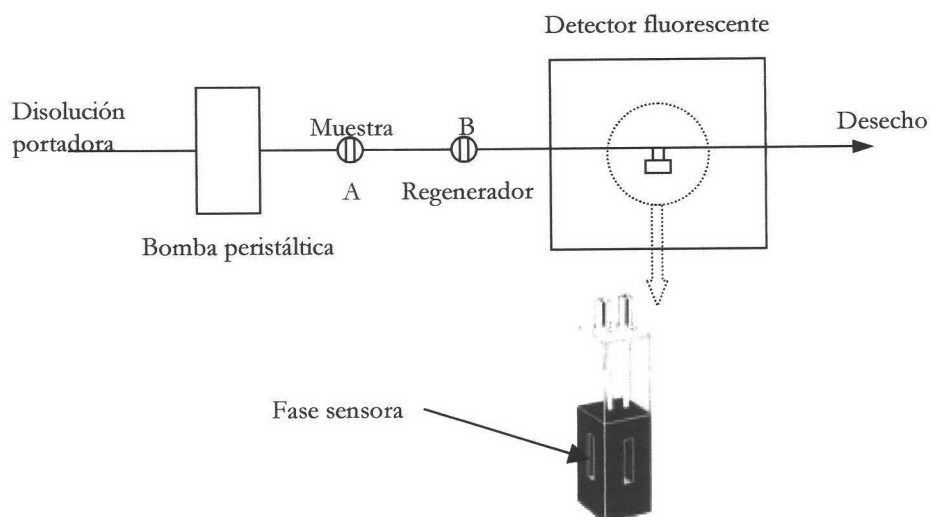 Detector fluorescente
Disolución
portadora
Muestra
B
Desecho
A
Regenerador
Bomba peristáltica
Fase sensora